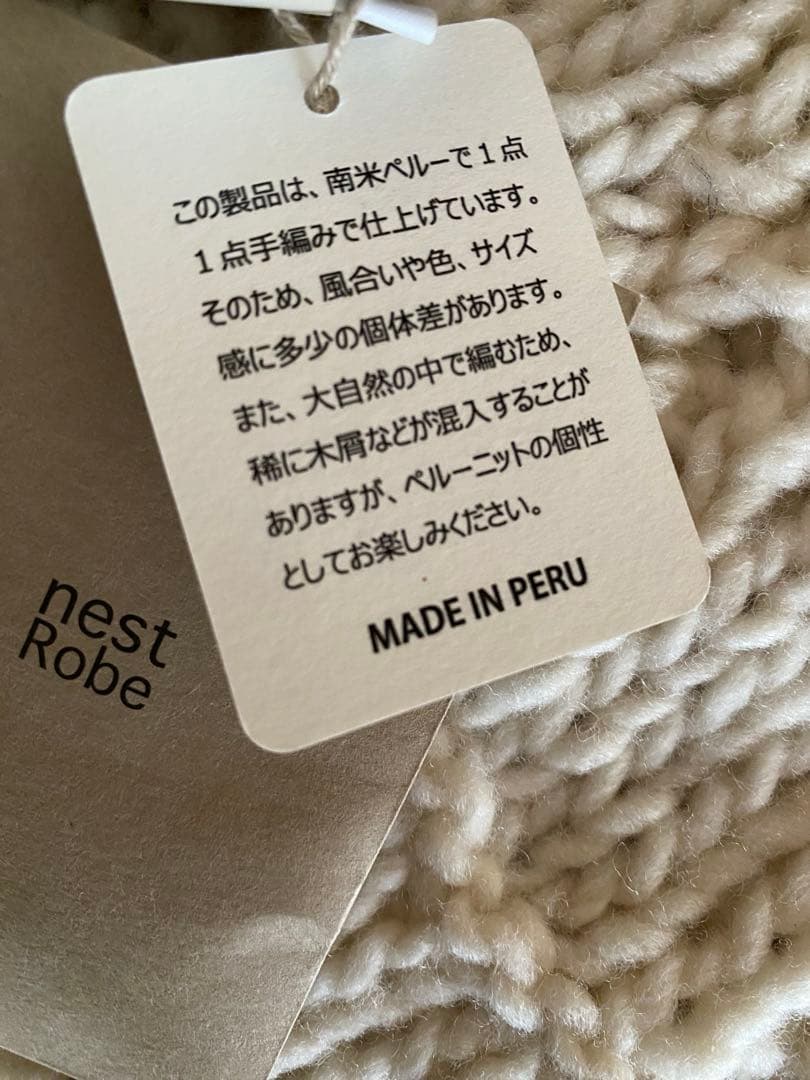 この製品は、南米ペルーで１点
１点手編みで仕上げています。
そのため、風合いや色、サイズ
感に多少の個体差があります。
また、大自然の中で編むため、
稀に木屑などが混入することが
ありますが、ペルーニットの個性
としてお楽しみください。
MADE IN PERU
nest
Robe